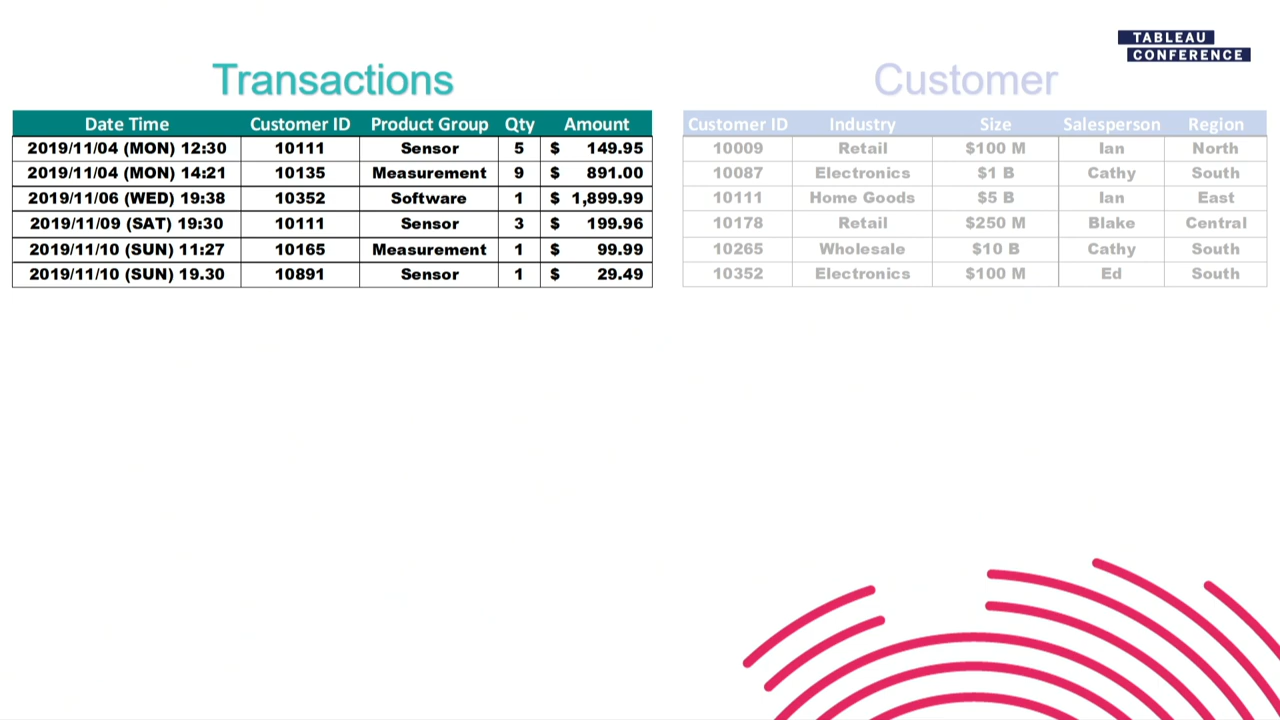 TABLEAU
CONFERENCE
Transactions
Date Time Customer ID Product Group Qty Amount
2019/11/04 (MON) 12:30 10111 Sensor 5 $ 149.95
2019/11/04 (MON) 14:21 10135 Measurement 9 $ 891.00
2019/11/06 (WED) 19:38 10352 Software 1 $ 1,899.99
2019/11/09 (SAT) 19:30 10111 Sensor 3 $ 199.96
2019/11/10 (SUN) 11:27 10165 Measurement 1 $ 99.99
2019/11/10 (SUN) 19.30 10891 Sensor 1 $ 29.49
Customer
Customer ID Industry Size Salesperson Region
10009 Retail $100 M Ian North
10087 Electronics $1 B Cathy South
10111 Home Goods $5 B Ian East
10178 Retail $250 M Blake Central
10265 Wholesale $10 B Cathy South
10352 Electronics $100 M Ed South